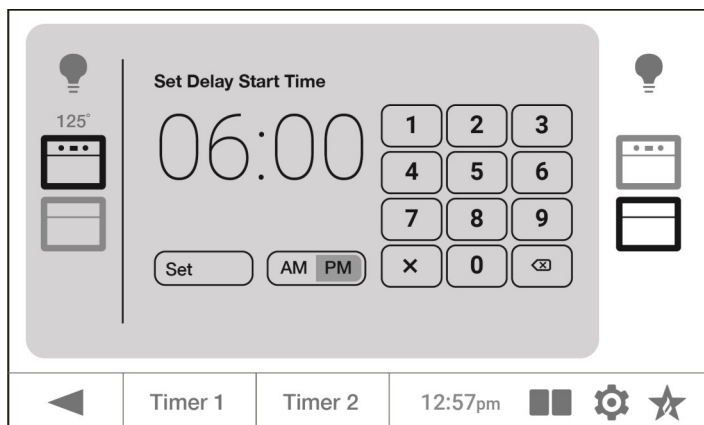 Set Delay Start Time
125°
06:00
1 2 3
4 5 6
7 8 9
Set AM PM × 0 ⌫
Timer 1 Timer 2 12:57pm